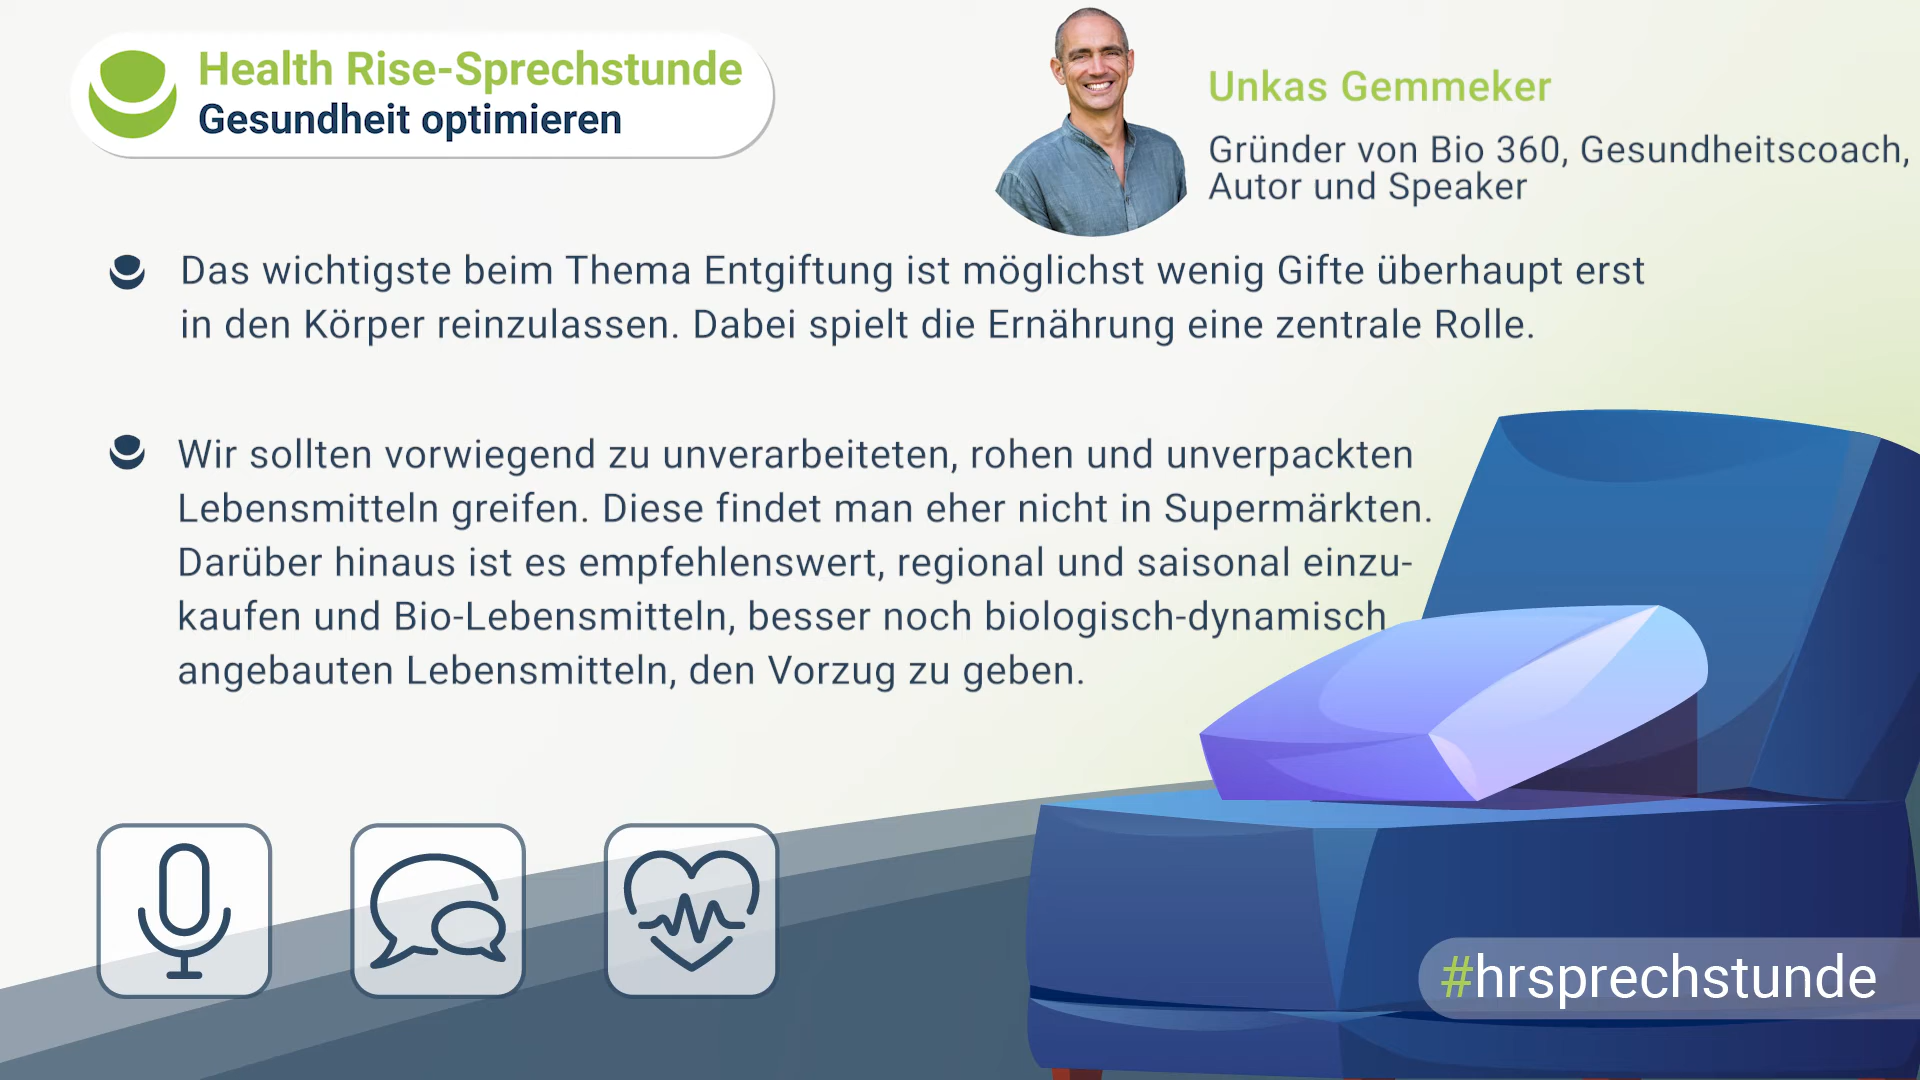 Health Rise-Sprechstunde
Gesundheit optimieren
Unkas Gemmeker
Gründer von Bio 360, Gesundheitscoach,
Autor und Speaker
Das wichtigste beim Thema Entgiftung ist möglichst wenig Gifte überhaupt erst
in den Körper reinzulassen. Dabei spielt die Ernährung eine zentrale Rolle.
Wir sollten vorwiegend zu unverarbeiteten, rohen und unverpackten
Lebensmitteln greifen. Diese findet man eher nicht in Supermärkten.
Darüber hinaus ist es empfehlenswert, regional und saisonal einzu-
kaufen und Bio-Lebensmitteln, besser noch biologisch-dynamisch
angebauten Lebensmitteln, den Vorzug zu geben.
#hrsprechstunde